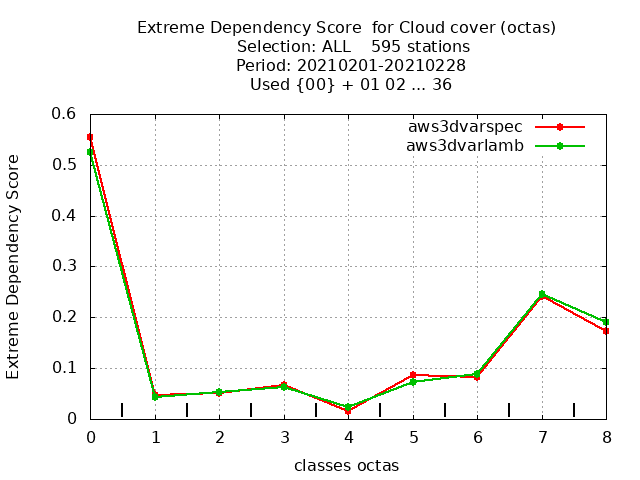 Extreme Dependency Score  for Cloud cover (octas)
Selection: ALL    595 stations
Period: 20210201-20210228
Used {00} + 01 02 ... 36
aws3dvarspec
aws3dvarlamb
Extreme Dependency Score
0.6
0.5
0.4
0.3
0.2
0.1
0
0 1 2 3 4 5 6 7 8
classes octas